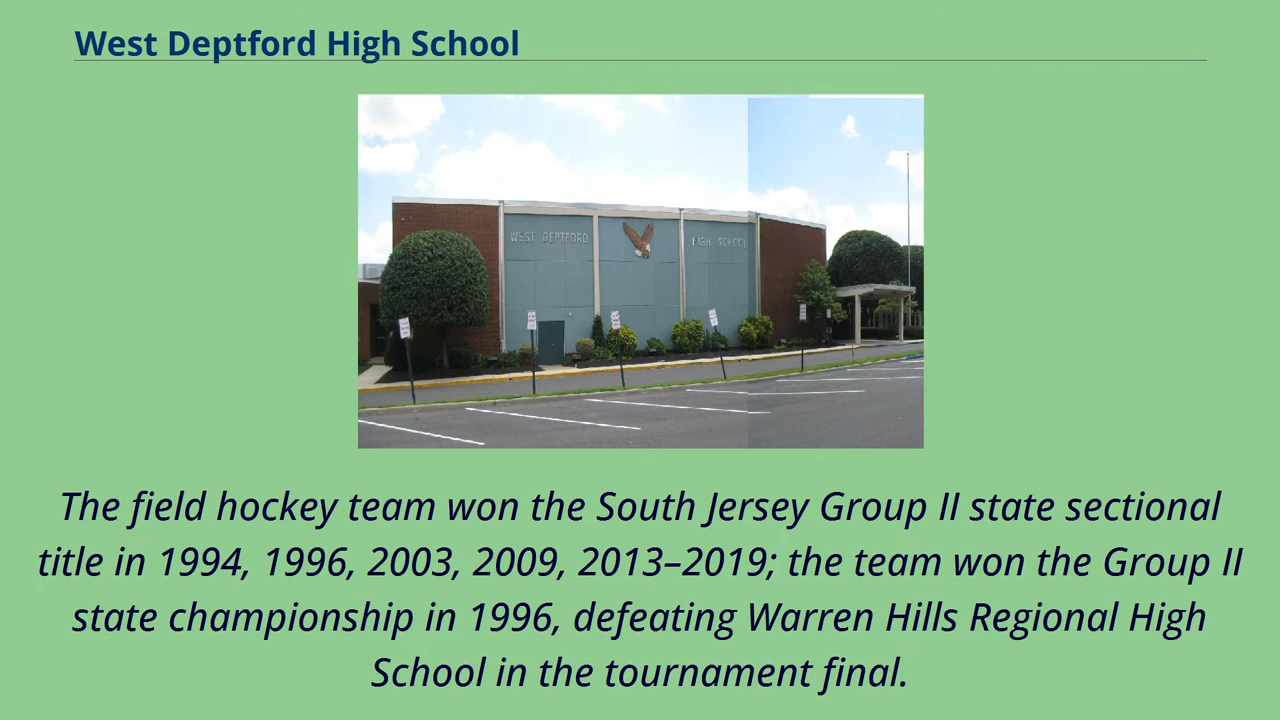 West Deptford High School
WEST DEPTFORD HIGH SCHOOL
The field hockey team won the South Jersey Group II state sectional
title in 1994, 1996, 2003, 2009, 2013–2019; the team won the Group II
state championship in 1996, defeating Warren Hills Regional High
School in the tournament final.